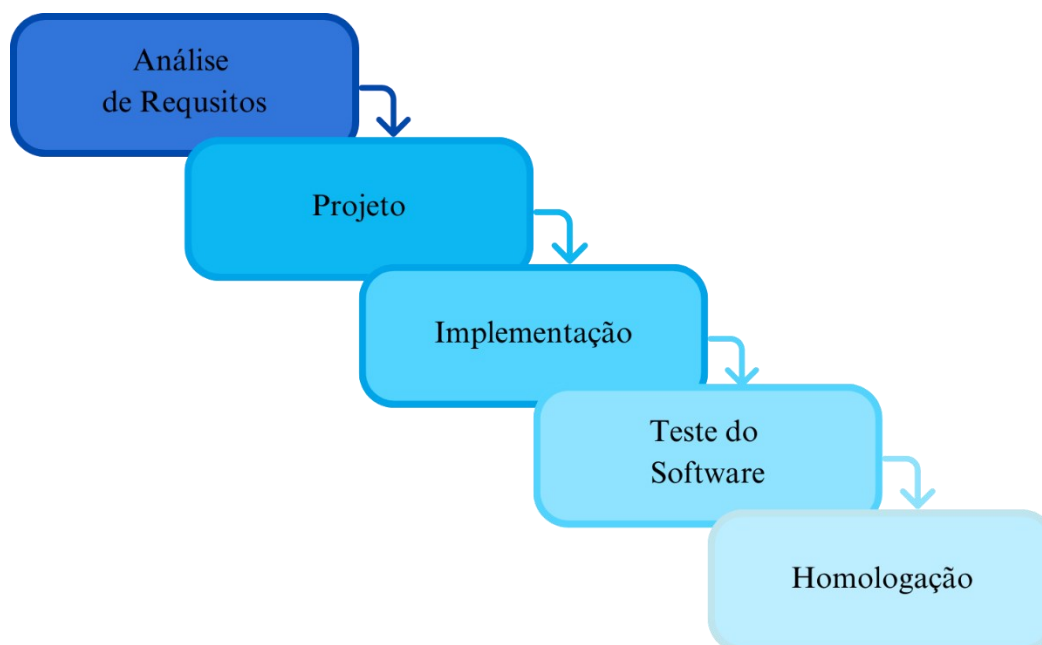 Análise
de Requsitos
Projeto
Implementação
Teste do
Software
Homologação